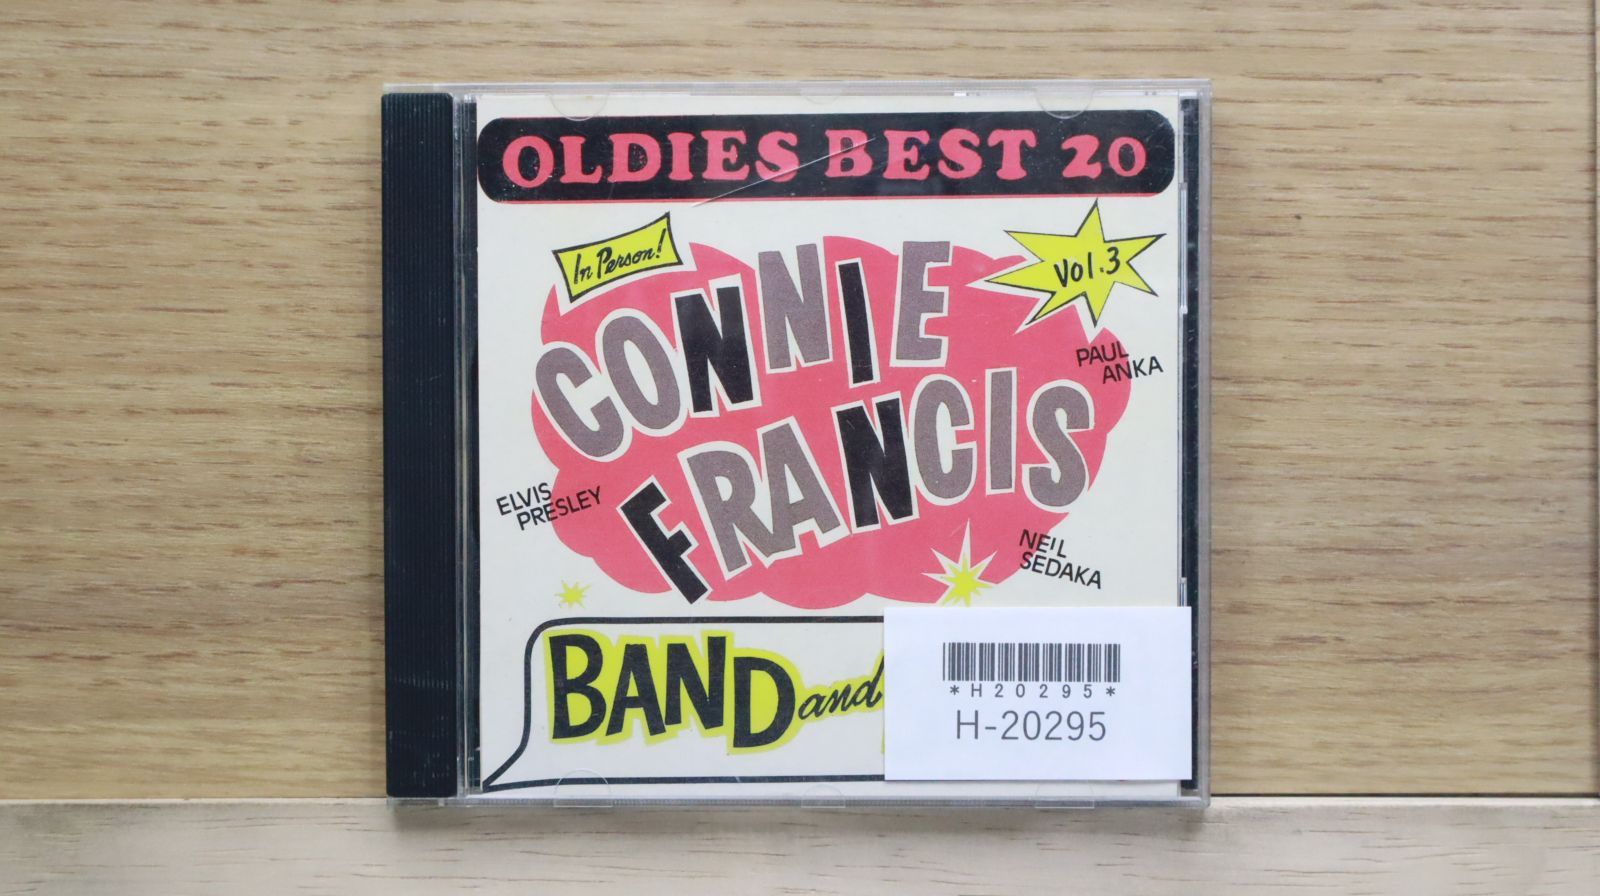 OLDIES BEST 20
In Person!
Vol.3
CONNIE
FRANCIS
PAUL
ANKA
ELVIS
PRESLEY
NEIL
SEDAKA
BAND and
*H20295*
H-20295